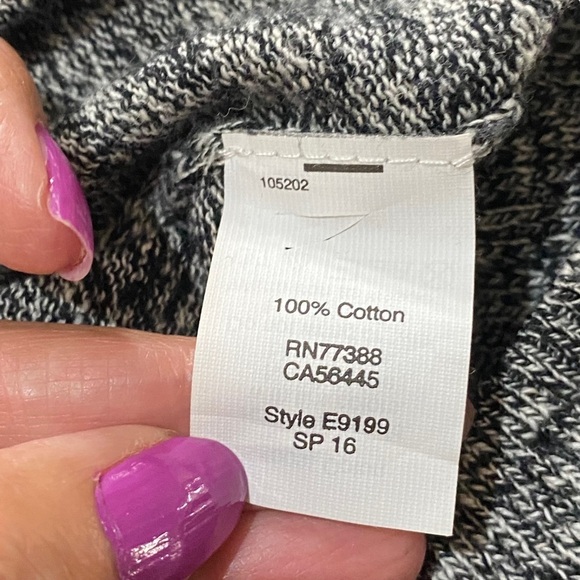 105202
100% Cotton
RN77388
CA56445
Style E9199
SP 16